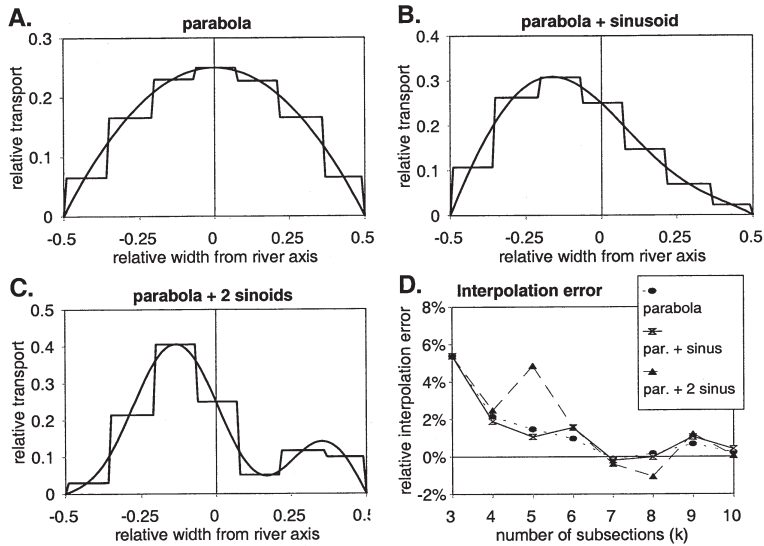 A.
parabola
0.3
0.2
0.1
0
relative transport
-0.5
-0.25
0
0.25
0.5
relative width from river axis
B.
parabola + sinusoid
0.4
0.3
0.2
0.1
0
relative transport
-0.5
-0.25
0
0.25
0.5
relative width from river axis
C.
parabola + 2 sinoids
0.5
0.4
0.3
0.2
0.1
0
relative transport
-0.5
-0.25
0
0.25
0.
relative width from river axis
D.
Interpolation error
8%
6%
4%
2%
0%
-2%
relative interpolation error
3
4
5
6
7
8
9
10
number of subsections (k)
parabola
par. + sinus
par. + 2 sinus